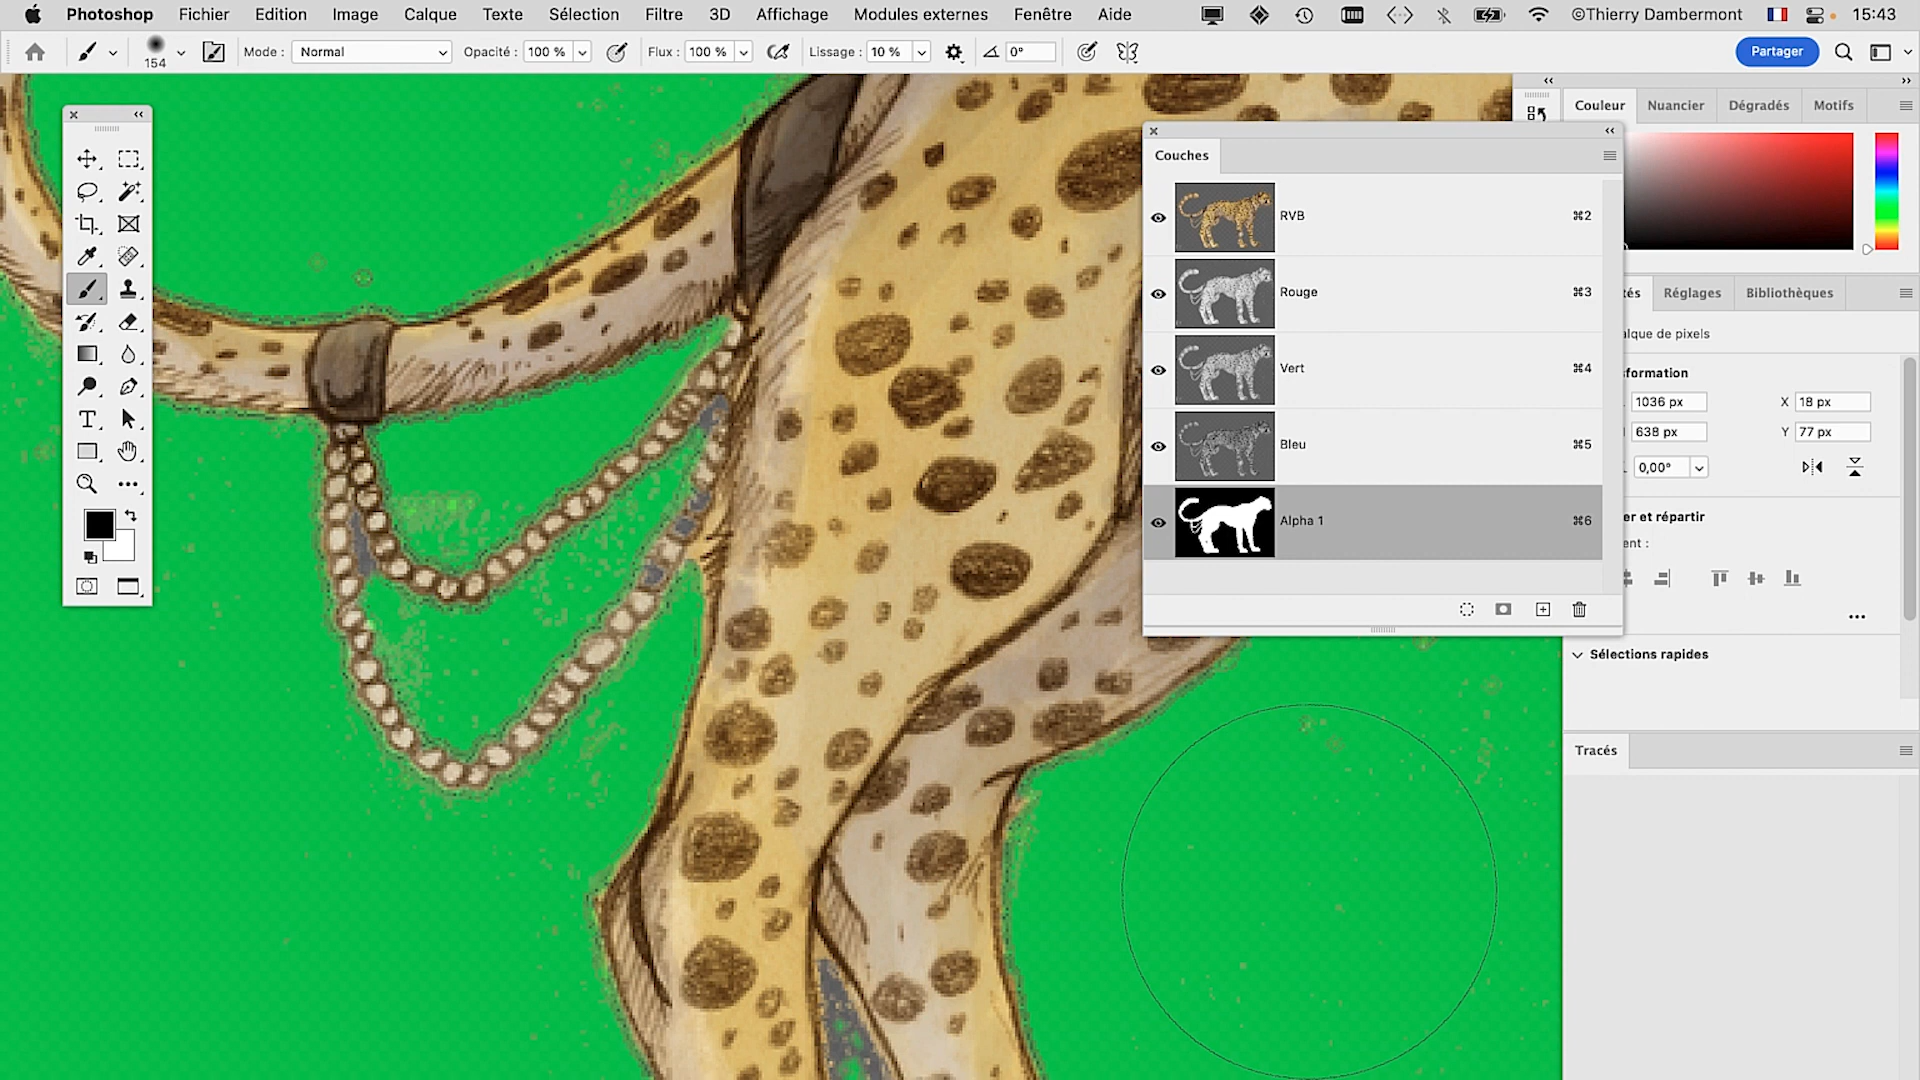 Photoshop Fichier Edition Image Calque Texte Sélection Filtre 3D Affichage Modules externes Fenêtre Aide ©Thierry Dambermont 15:43
154 Mode : Normal Opacité : 100 % Flux : 100 % Lissage : 10 % 0° Partager
Couleur Nuancier Dégradés Motifs
Couches
RVB ⌘2
Rouge ⌘3
Vert ⌘4
Bleu ⌘5
Alpha 1 ⌘6
tés Réglages Bibliothèques
alque de pixels
sformation
1036 px X 18 px
638 px Y 77 px
0,00°
er et répartir
ent :
Sélections rapides
Tracés